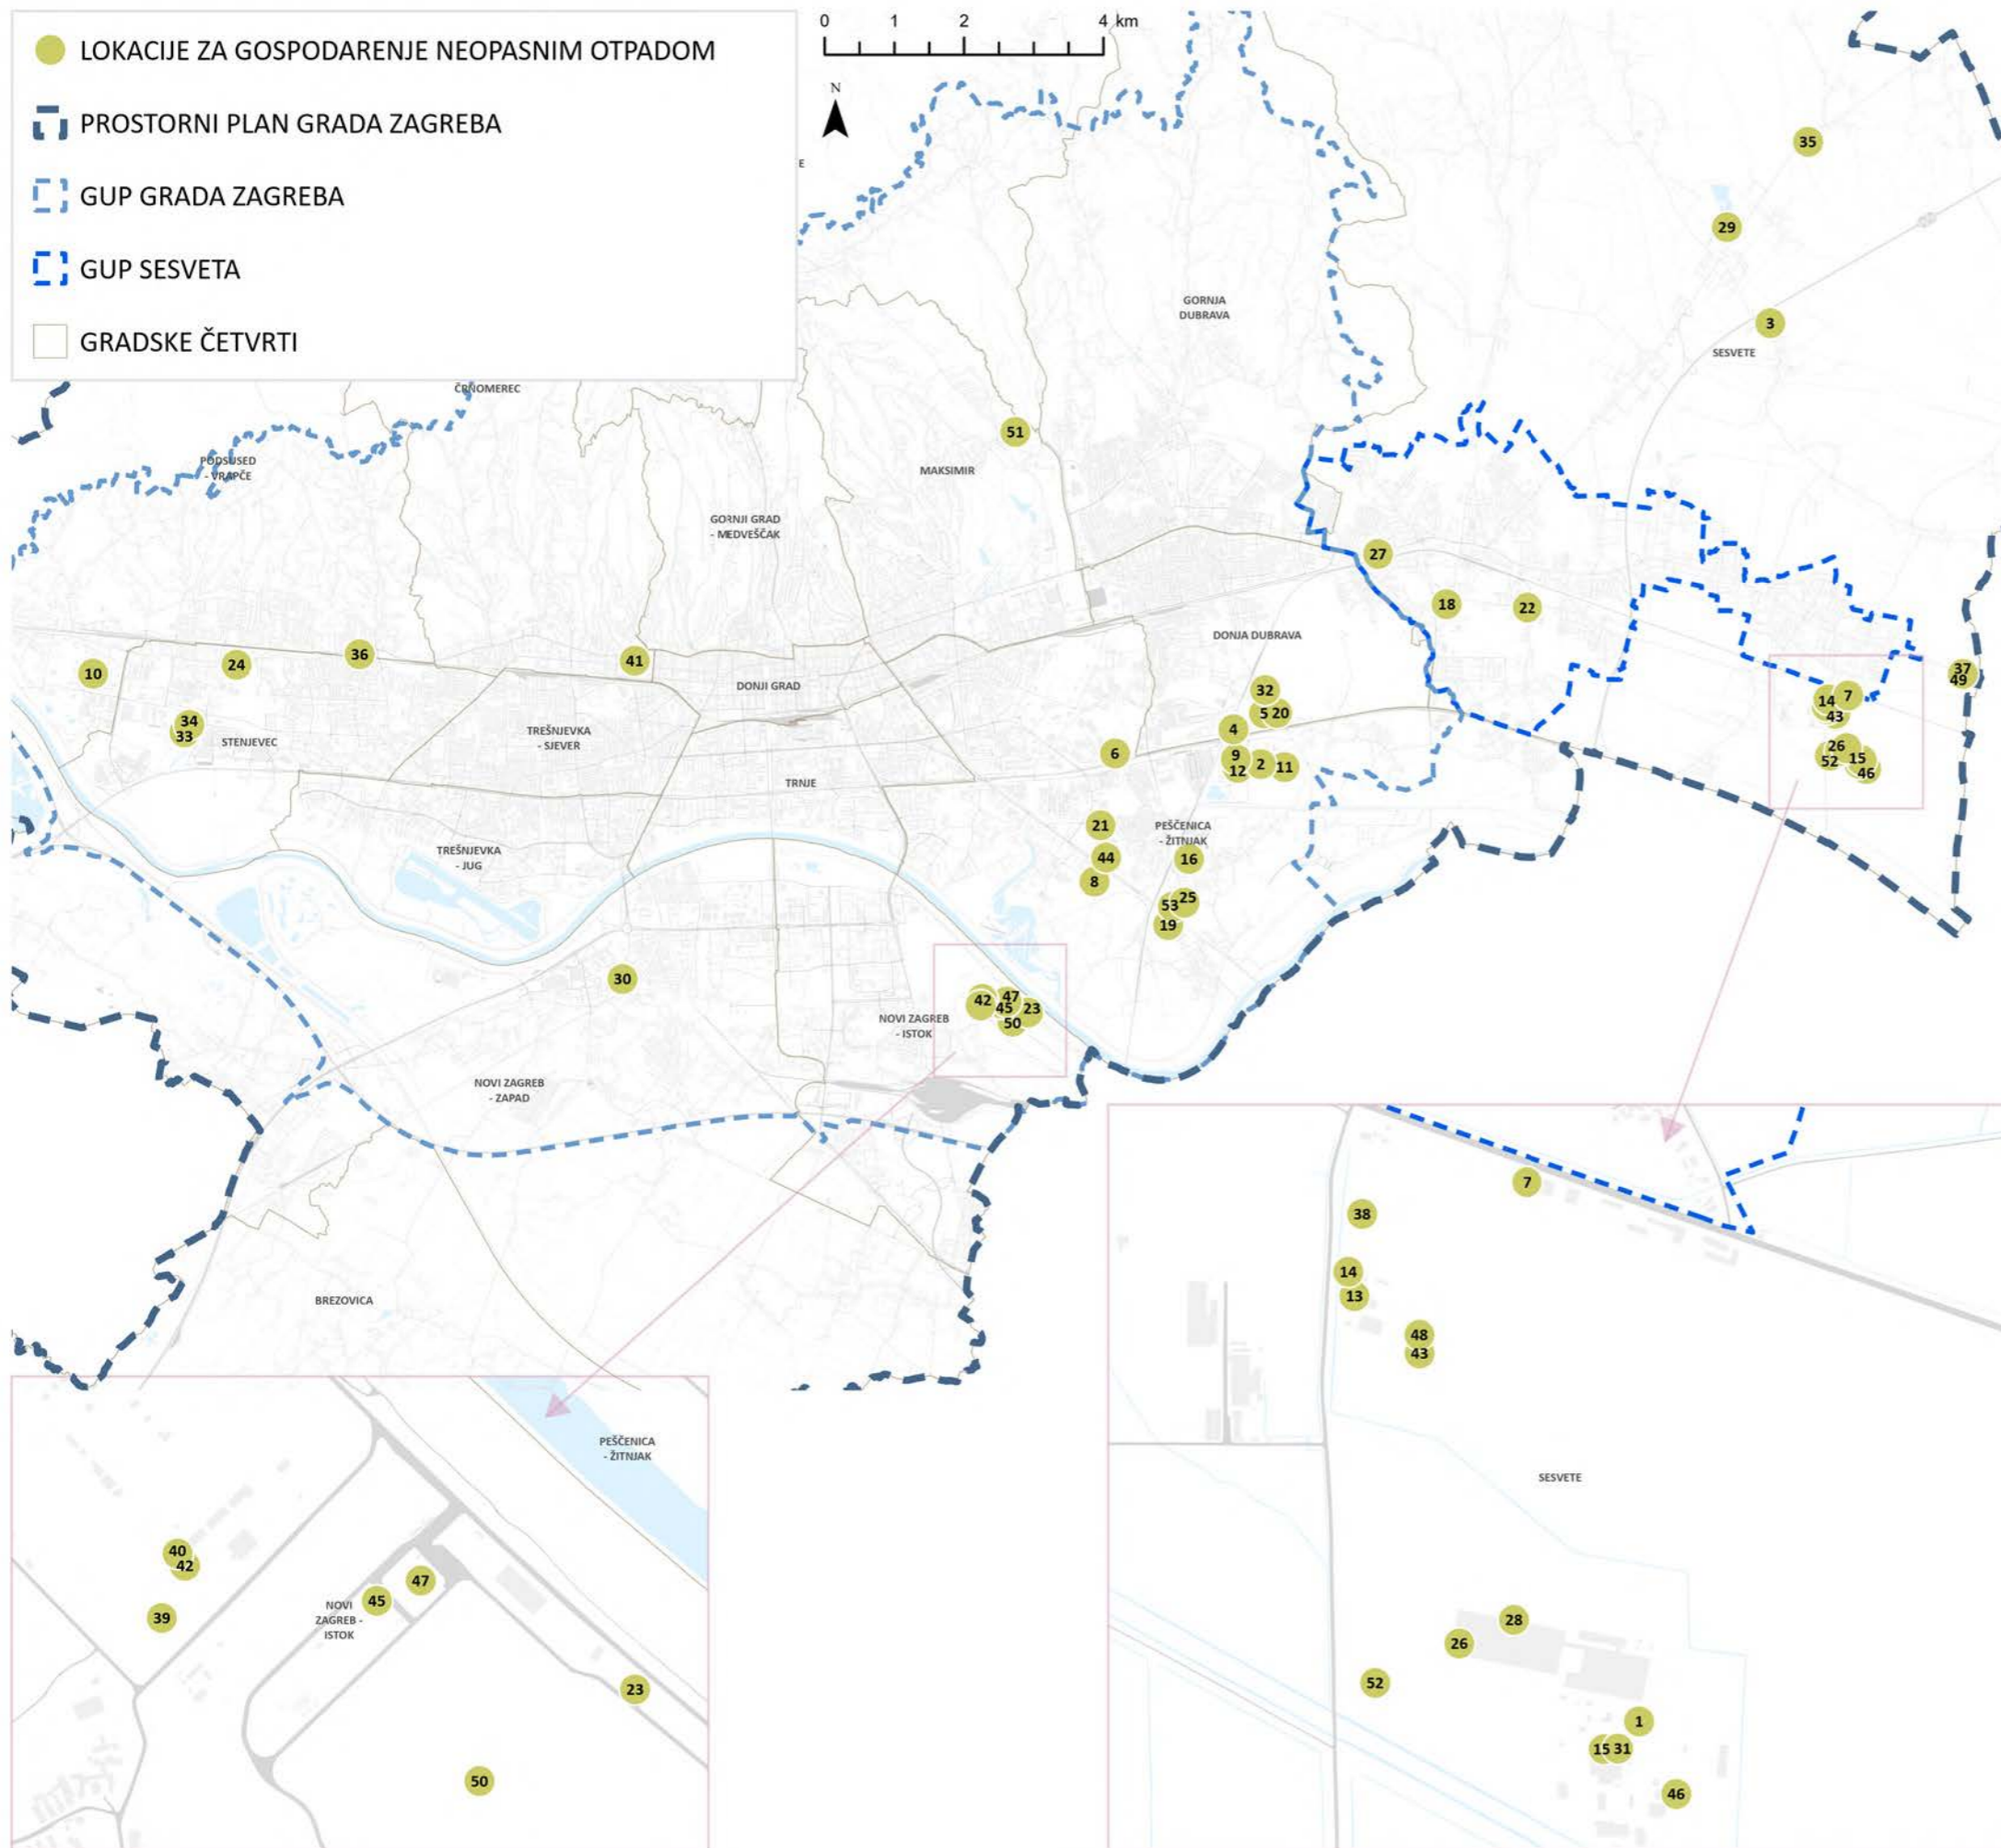 LOKACIJE ZA GOSPODARENJE NEOPASNIM OTPADOM
PROSTORNI PLAN GRADA ZAGREBA
GUP GRADA ZAGREBA
GUP SESVETA
GRADSKE ČETVRTI
0 1 2 4 km
N
E
35
29
GORNJA
DUBRAVA
3
SESVETE
ČRNOMEREC
51
PODSUSED
- VRAPČE
MAKSIMIR
GORNJI GRAD
- MEDVEŠČAK
27
18
22
DONJA DUBRAVA
36
41
24
10
37
49
DONJI GRAD
32
5
20
14
7
43
34
33
STENJEVEC
TREŠNJEVKA
- SJEVER
4
6
9
12
2
11
26
52
15
46
TRNJE
21
PEŠČENICA
- ŽITNJAK
TREŠNJEVKA
- JUG
44
16
8
53
25
19
30
42
47
45
23
50
NOVI ZAGREB
- ISTOK
NOVI ZAGREB
- ZAPAD
BREZOVICA
7
38
14
13
48
43
SESVETE
28
26
52
1
15
31
46
PEŠČENICA
- ŽITNJAK
40
42
47
45
39
NOVI
ZAGREB -
ISTOK
23
50